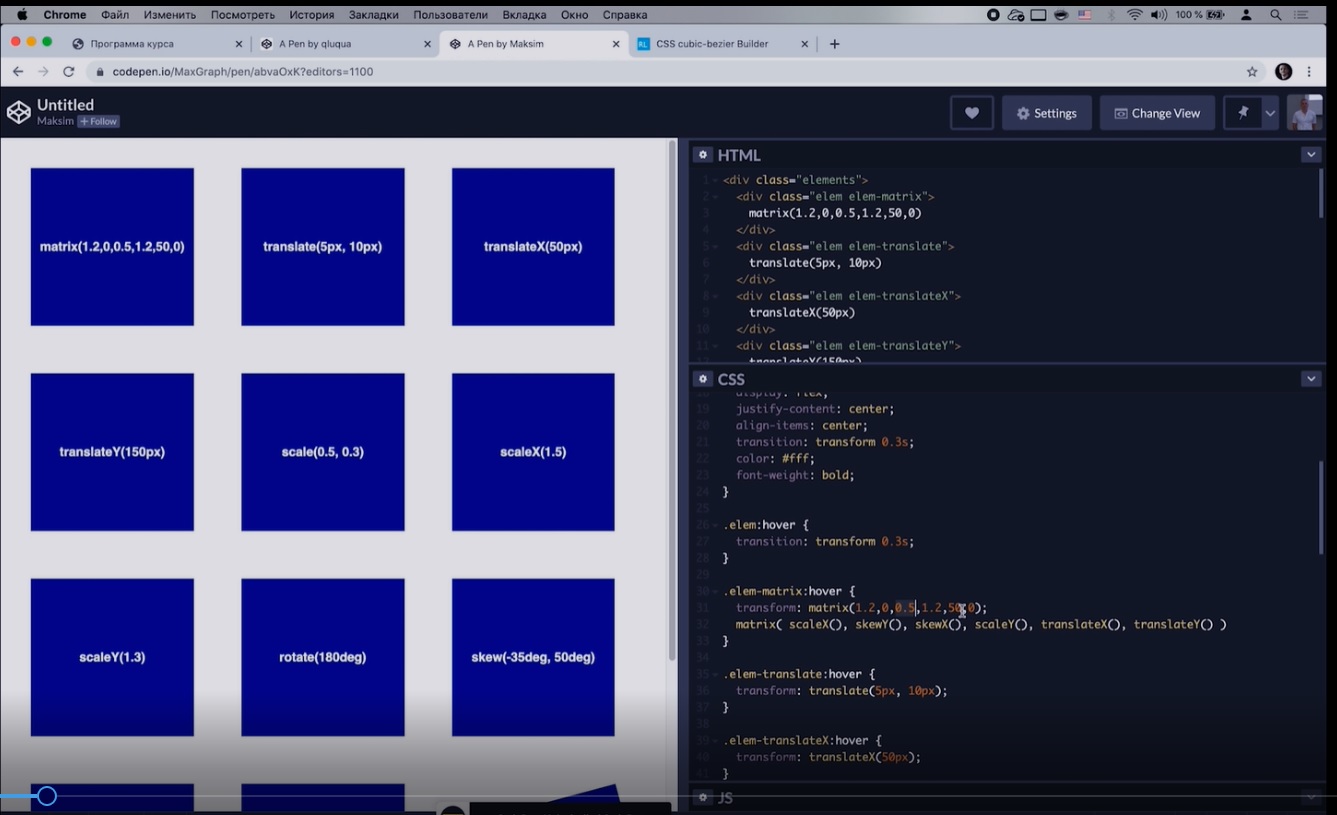 Chrome Файл Изменить Посмотреть История Закладки Пользователи Вкладка Окно Справка 100 %
Программа курса A Pen by qluqua A Pen by Maksim RL CSS cubic-bezier Builder
codepen.io/MaxGraph/pen/abvaOxK?editors=1100
Untitled
Maksim + Follow
Settings Change View
matrix(1.2,0,0.5,1.2,50,0) translate(5px, 10px) translateX(50px)
translateY(150px) scale(0.5, 0.3) scaleX(1.5)
scaleY(1.3) rotate(180deg) skew(-35deg, 50deg)
HTML
1 <div class="elements">
2 <div class="elem elem-matrix">
3 matrix(1.2,0,0.5,1.2,50,0)
4 </div>
5 <div class="elem elem-translate">
6 translate(5px, 10px)
7 </div>
8 <div class="elem elem-translateX">
9 translateX(50px)
10 </div>
11 <div class="elem elem-translateY">
translateY(150px)
CSS
18 display: flex;
19 justify-content: center;
20 align-items: center;
21 transition: transform 0.3s;
22 color: #fff;
23 font-weight: bold;
24 }
25
26 .elem:hover {
27 transition: transform 0.3s;
28 }
29
30 .elem-matrix:hover {
31 transform: matrix(1.2,0,0.5,1.2,50,0);
32 matrix( scaleX(), skewY(), skewX(), scaleY(), translateX(), translateY() )
33 }
34
35 .elem-translate:hover {
36 transform: translate(5px, 10px);
37 }
38
39 .elem-translateX:hover {
40 transform: translateX(50px);
41 }
JS